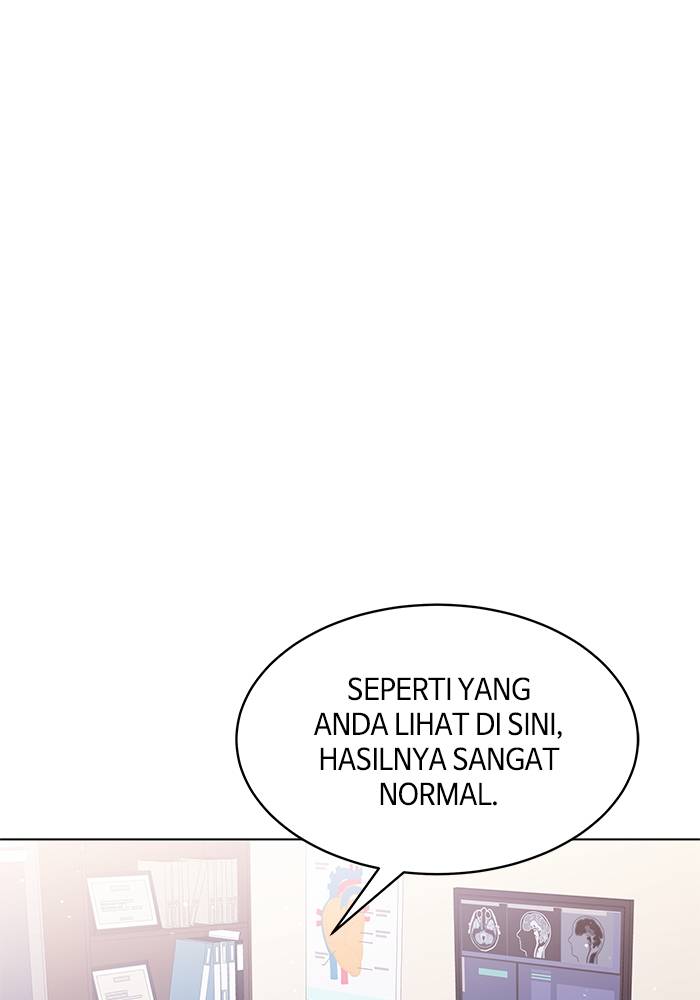 SEPERTI YANG
ANDA LIHAT DI SINI,
HASILNYA SANGAT
NORMAL.